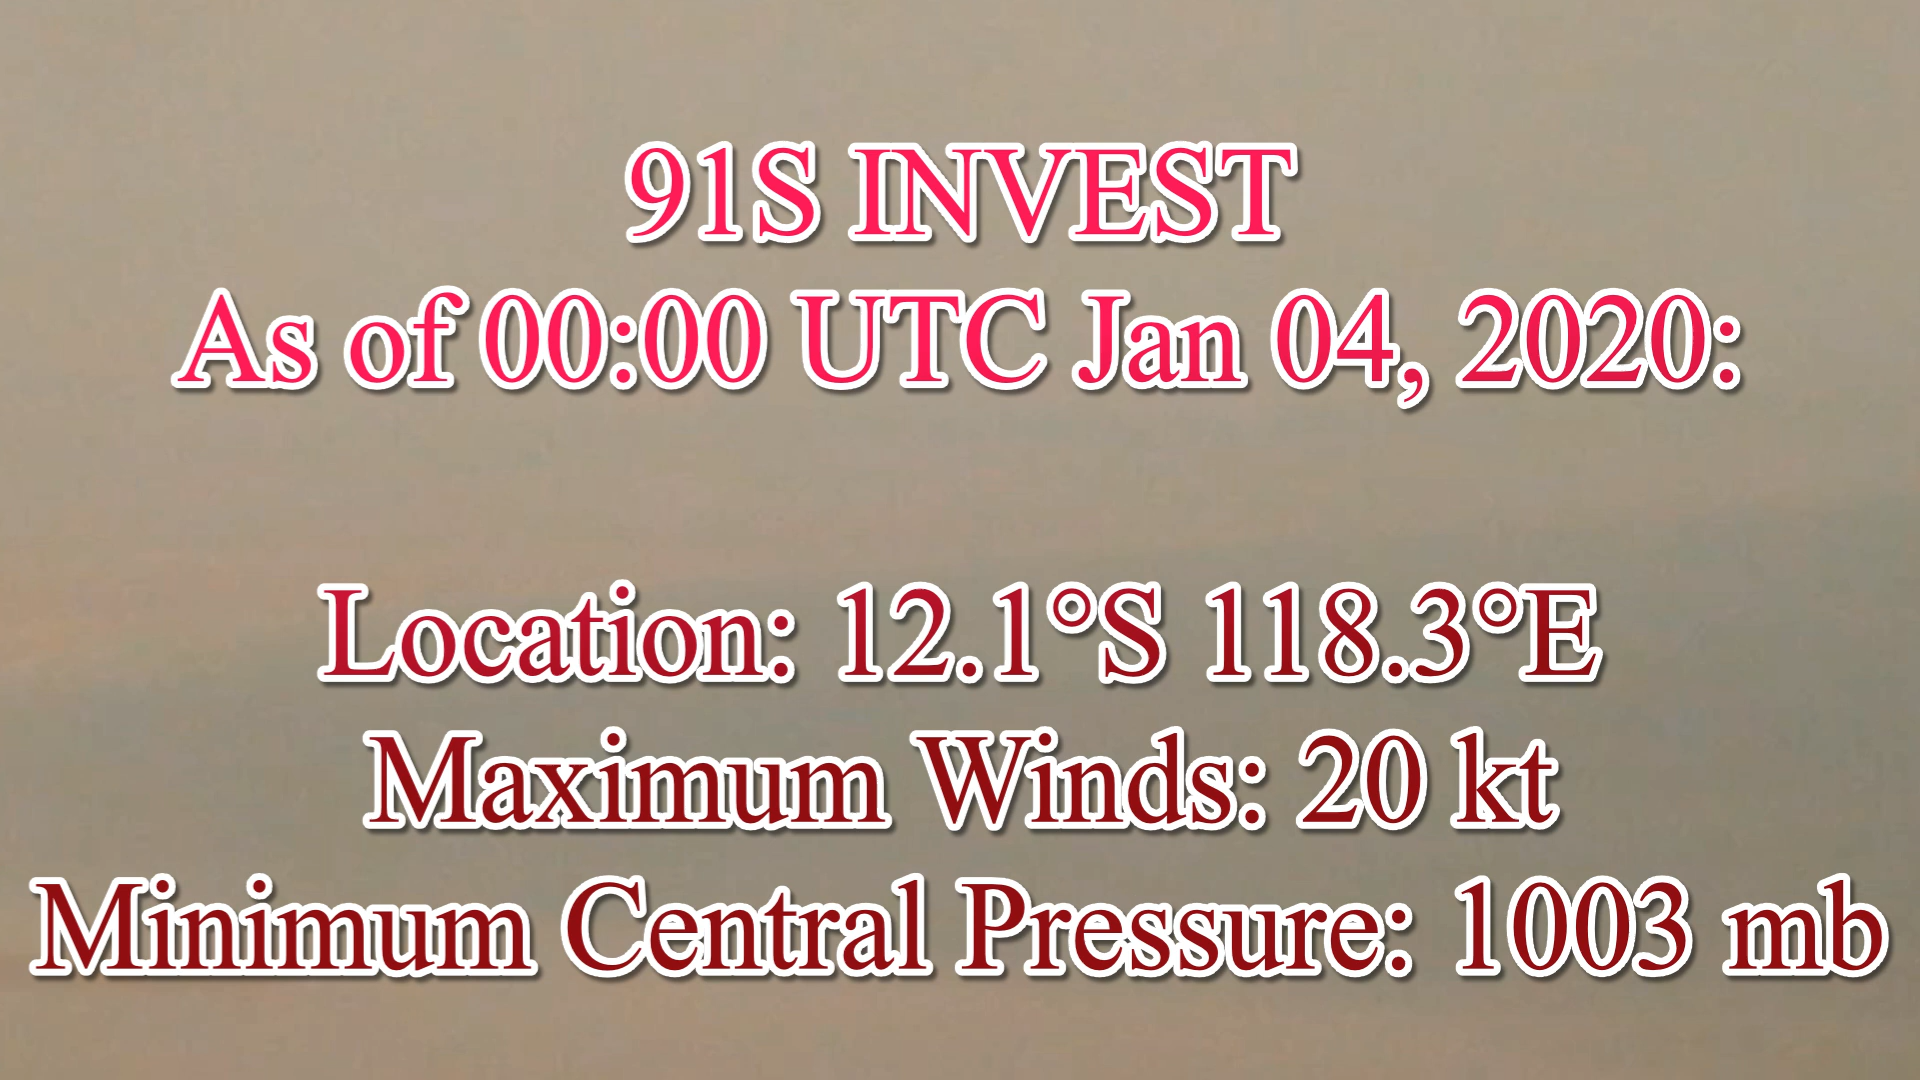 91S INVEST
As of 00:00 UTC Jan 04, 2020:
Location: 12.1°S 118.3°E
Maximum Winds: 20 kt
Minimum Central Pressure: 1003 mb